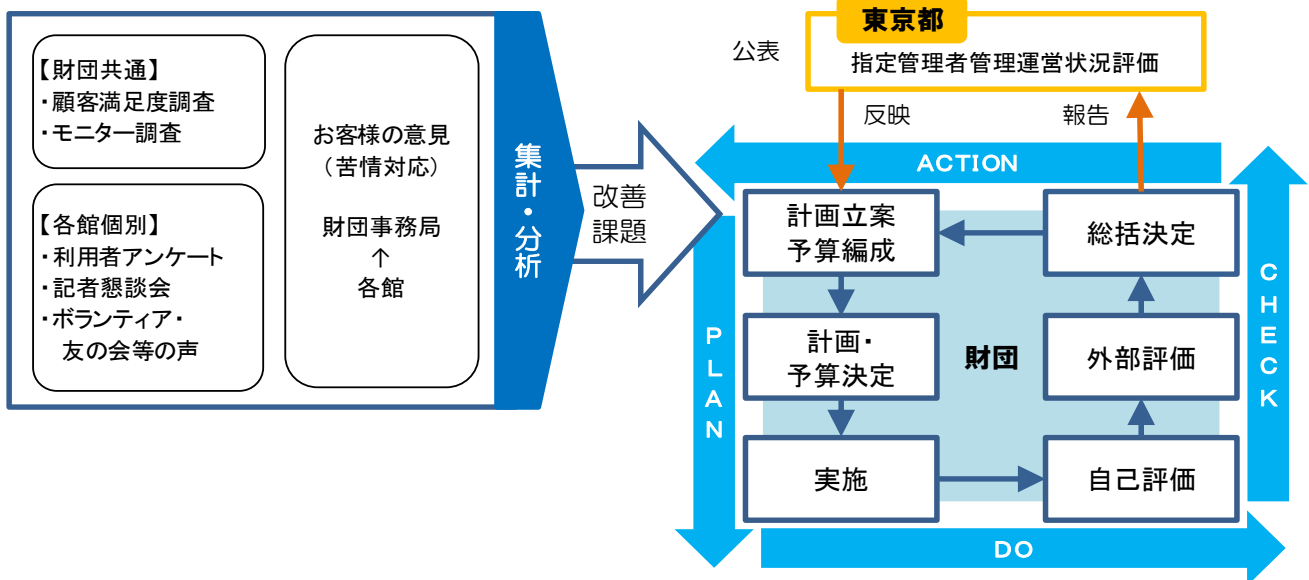 【財団共通】
・顧客満足度調査
・モニター調査
【各館個別】
・利用者アンケート
・記者懇談会
・ボランティア・
友の会等の声
お客様の意見
（苦情対応）
財団事務局
↑
各館
集計・分析
改善
課題
東京都
公表
指定管理者管理運営状況評価
反映
報告
ACTION
計画立案
予算編成
総括決定
PLAN
計画・
予算決定
財団
外部評価
CHECK
実施
自己評価
DO